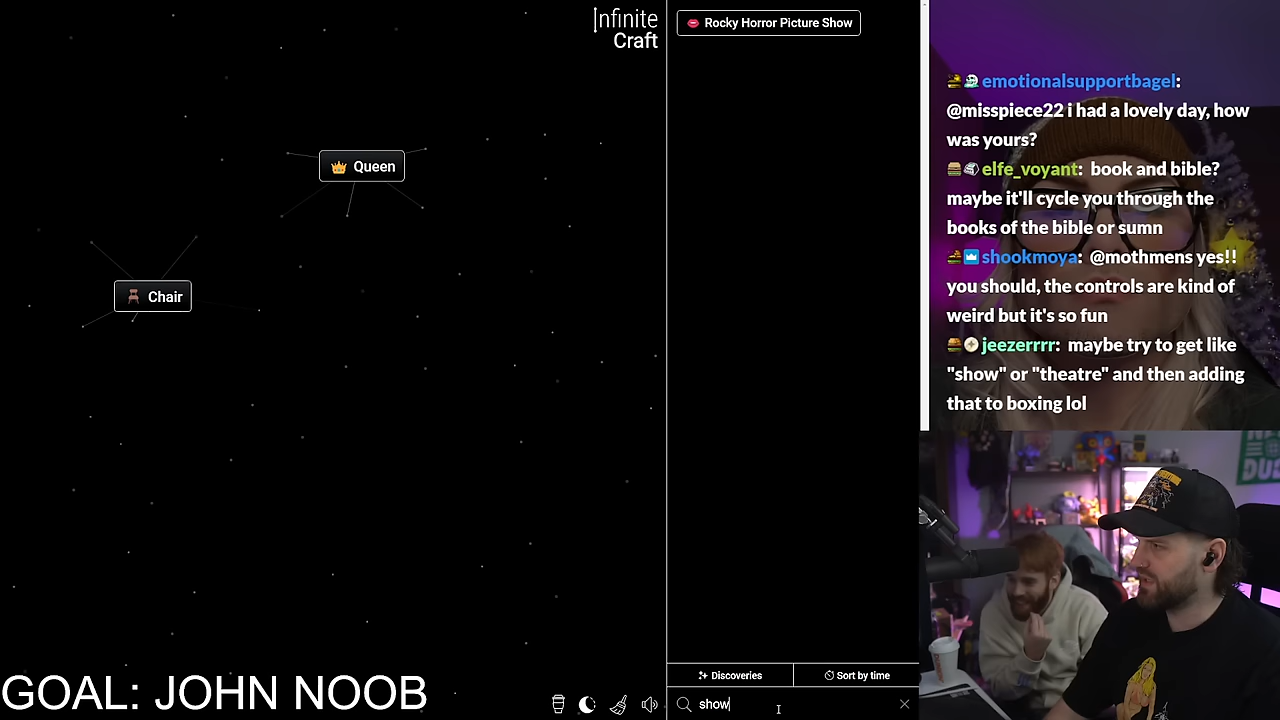 Infinite
Craft
Rocky Horror Picture Show
Queen
Chair
emotionalsupportbagel:
@misspiece22 i had a lovely day, how
was yours?
elfe_voyant: book and bible?
maybe it'll cycle you through the
books of the bible or sumn
shookmoya: @mothmens yes!!
you should, the controls are kind of
weird but it's so fun
jeezerrrr: maybe try to get like
"show" or "theatre" and then adding
that to boxing lol
Discoveries
Sort by time
show
GOAL: JOHN NOOB